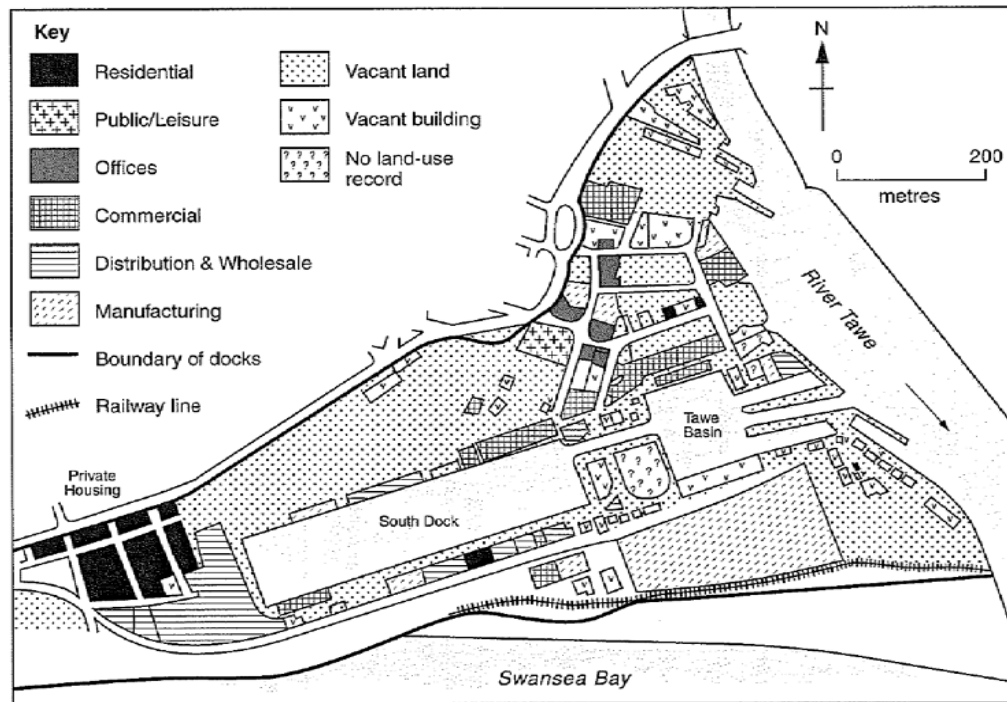 Key
Residential
Public/Leisure
Offices
Commercial
Distribution & Wholesale
Manufacturing
Boundary of docks
Railway line
Vacant land
Vacant building
No land-use
record
N
0
200
metres
River Tawe
Tawe
Basin
Private
Housing
South Dock
Swansea Bay